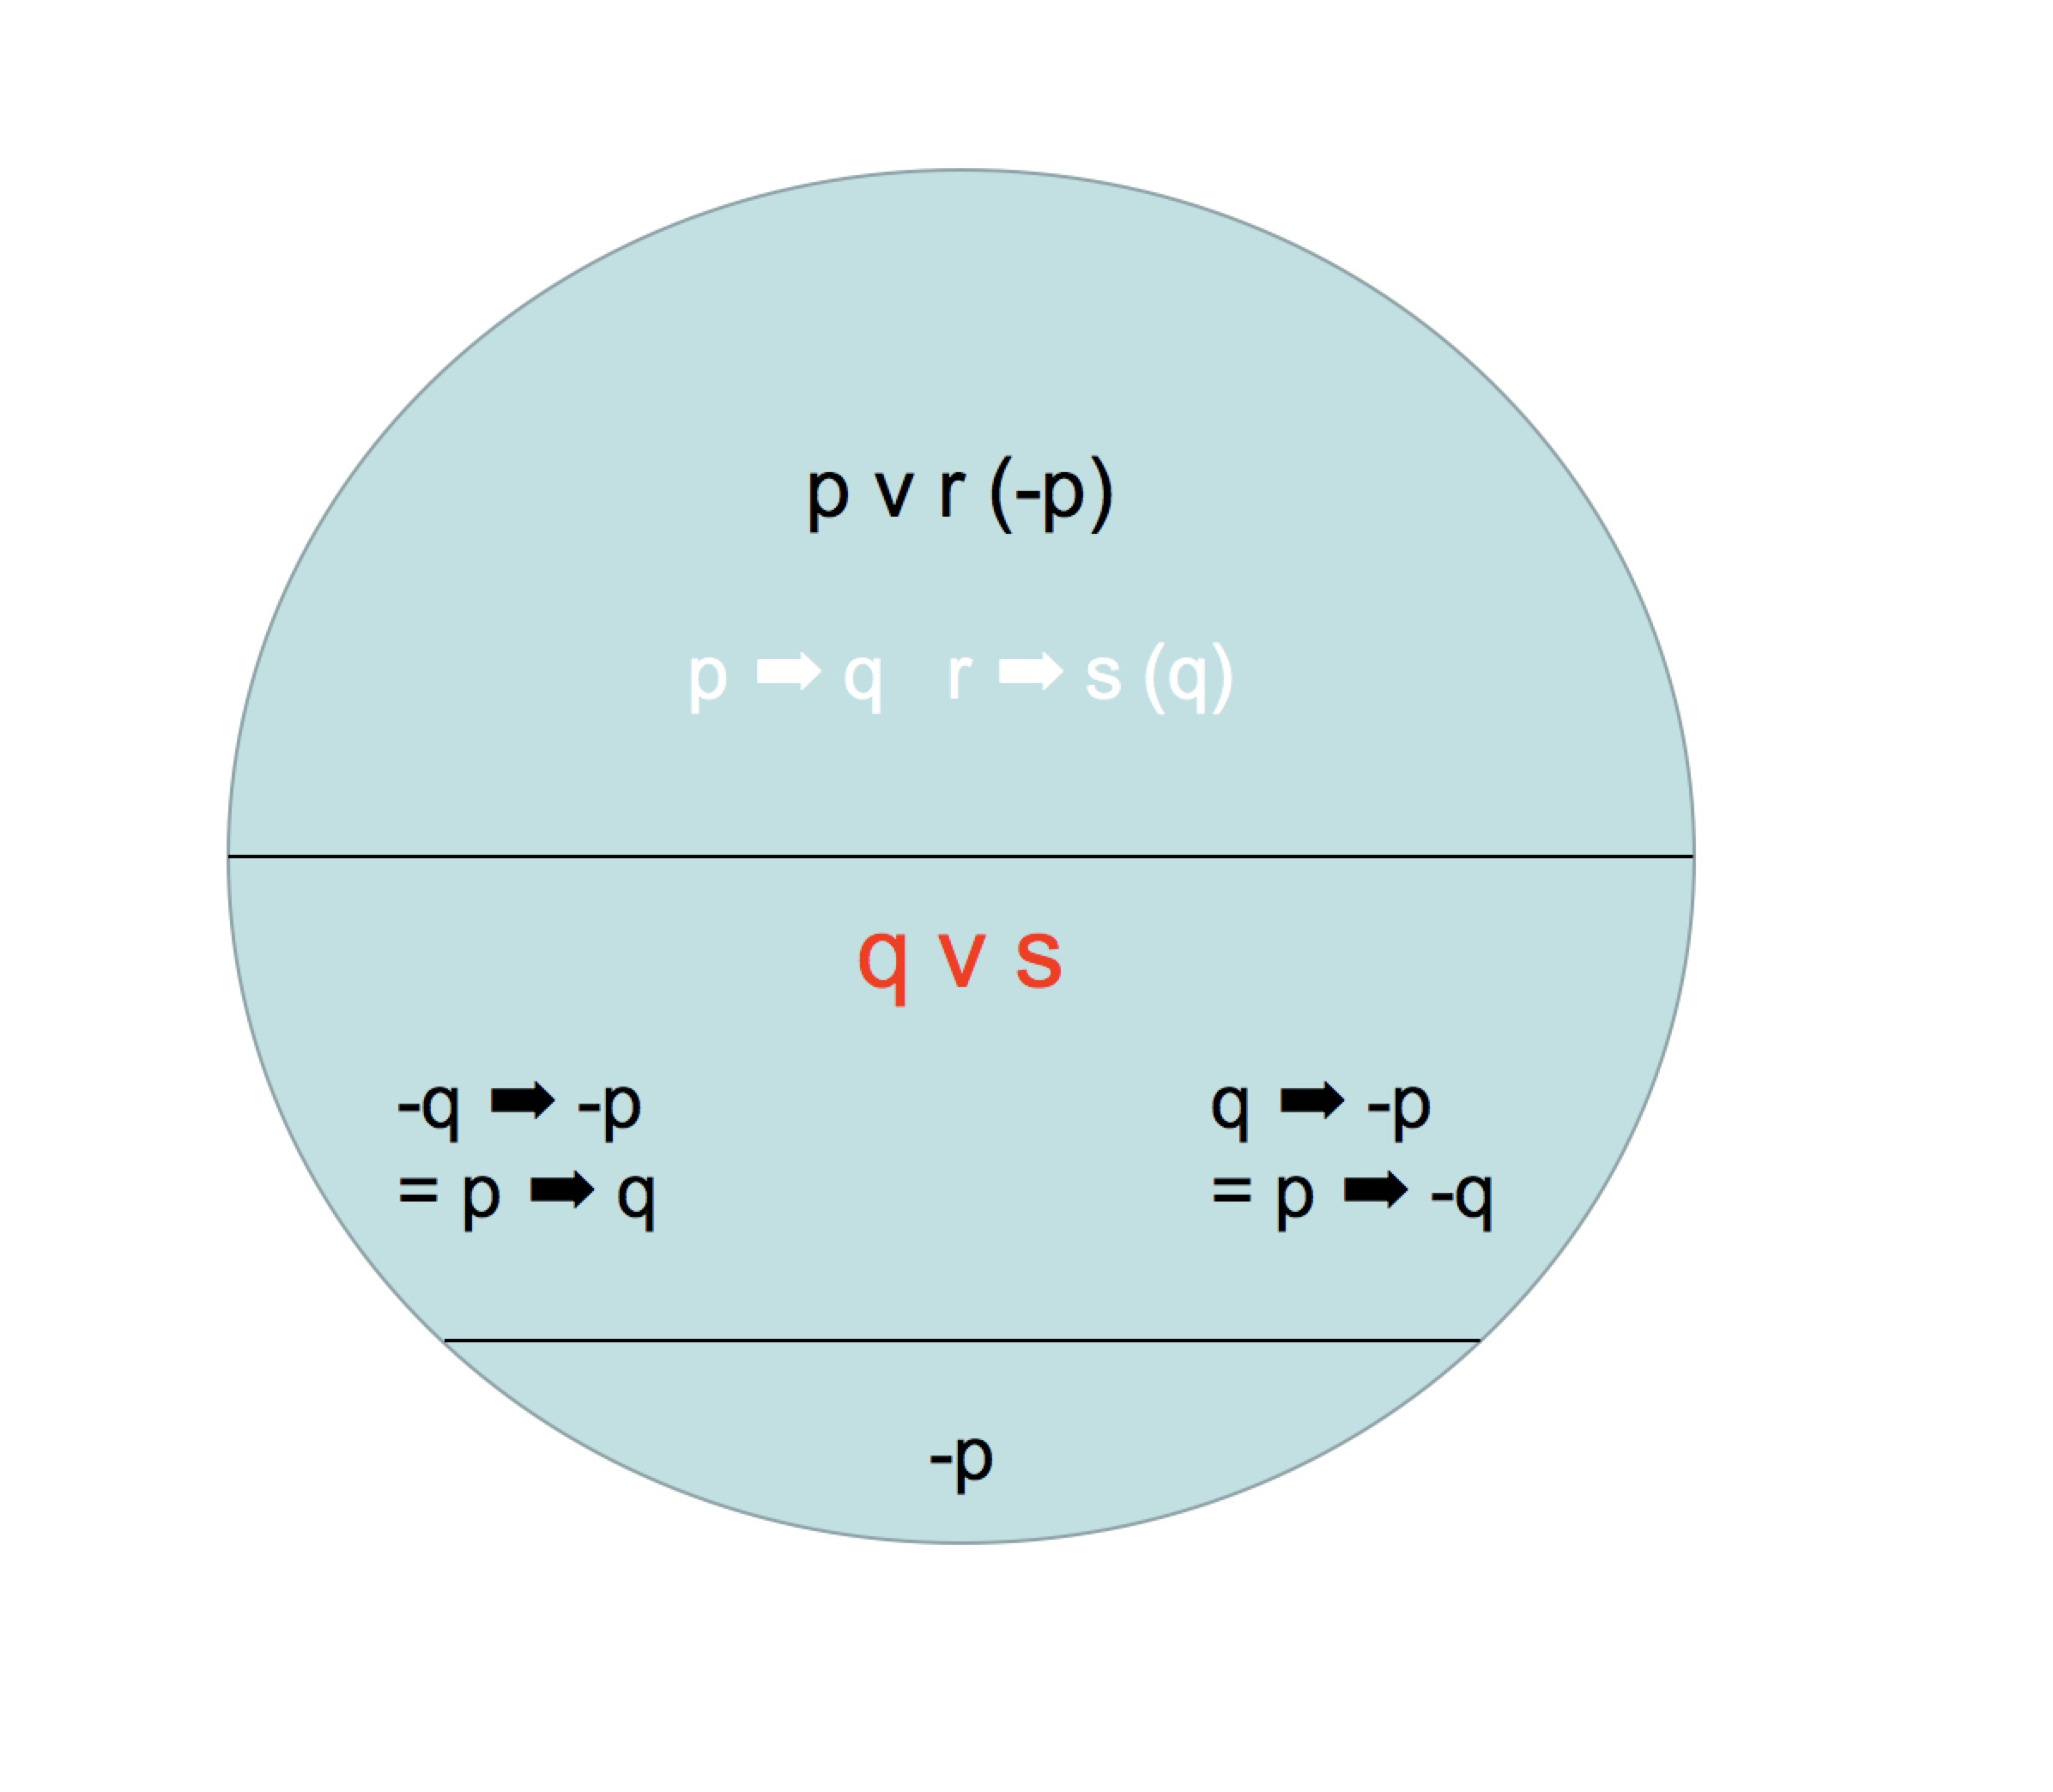 p v r (-p)
p ➡ q r ➡ s (q)
q v s
-q ➡ -p
= p ➡ q
q ➡ -p
= p ➡ -q
-p